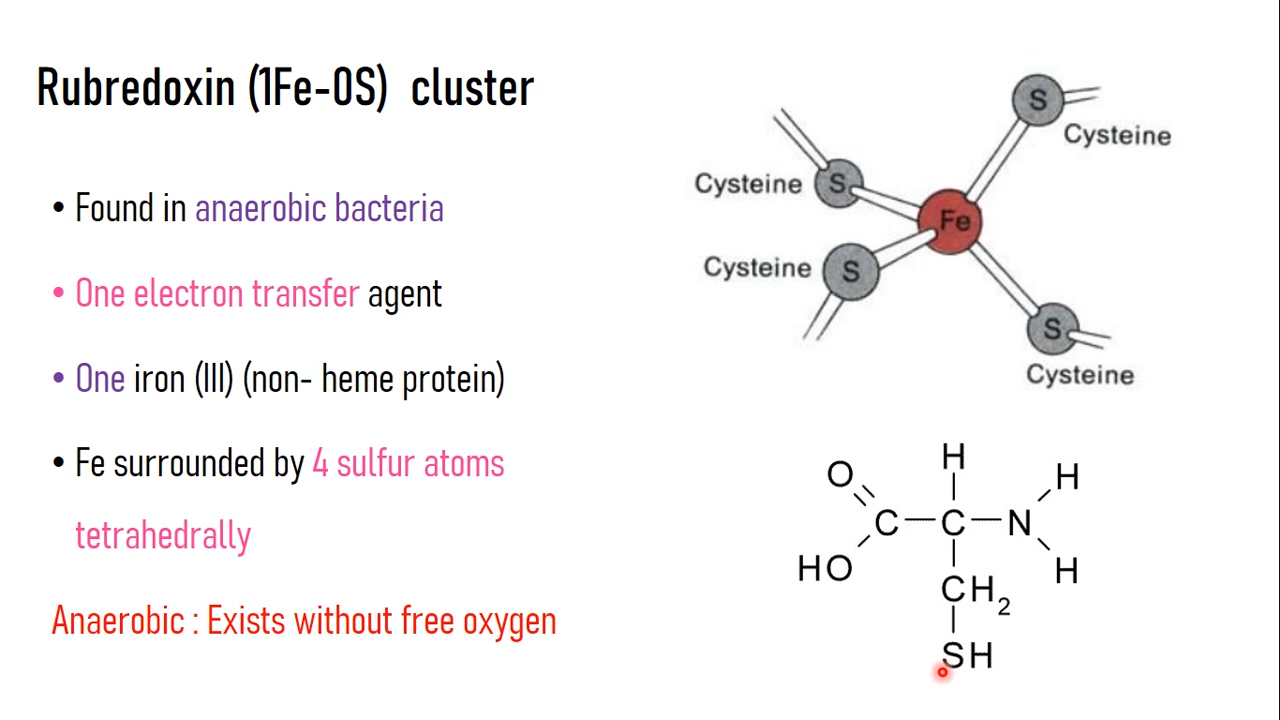 Rubredoxin (1Fe-0S) cluster
• Found in anaerobic bacteria
• One electron transfer agent
• One iron (III) (non- heme protein)
• Fe surrounded by 4 sulfur atoms
tetrahedrally
Anaerobic : Exists without free oxygen
S
Cysteine
Cysteine S
Fe
Cysteine S
S
Cysteine
H
O H
C — C — N
HO H
CH2
SH